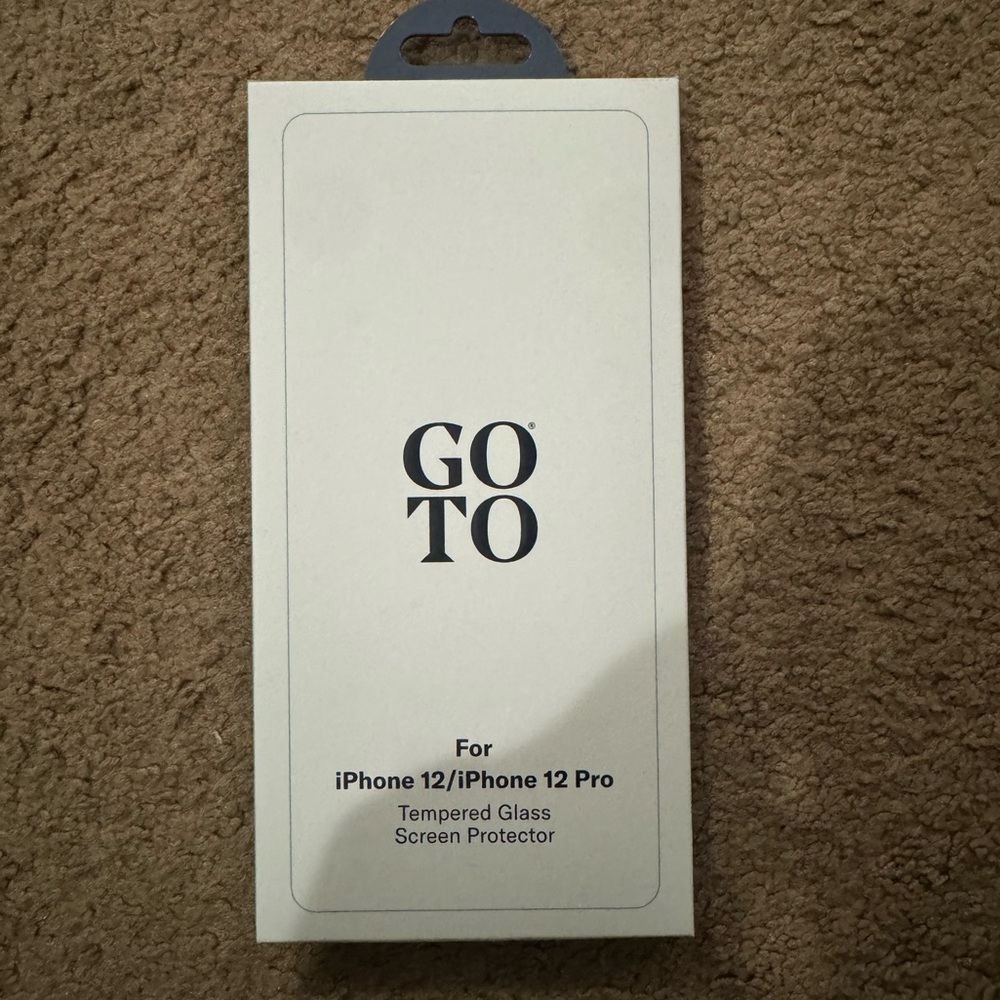 GO®
TO
For
iPhone 12/iPhone 12 Pro
Tempered Glass
Screen Protector